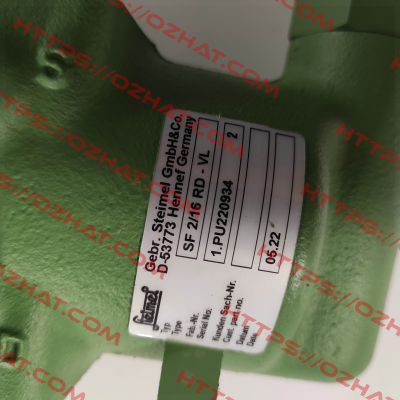 Gebr. Steimel GmbH&Co.
D-53773 Hennef Germany
Steimel
Typ
Type
SF 2/16 RD - VL
Fab.-Nr.
Serial No:
1.PU220934
2
Kunden Sach-Nr.
Cust. part.no.
Datum
Date
05.22
HTTPS://OZHAT.COM